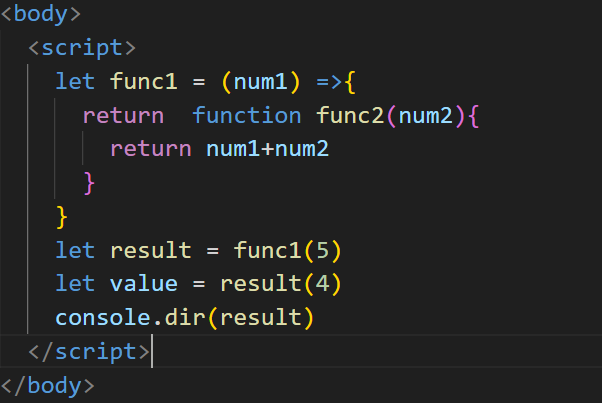 <body>
  <script>
    let func1 = (num1) =>{
      return  function func2(num2){
        return num1+num2
      }
    }
    let result = func1(5)
    let value = result(4)
    console.dir(result)
  </script>
</body>